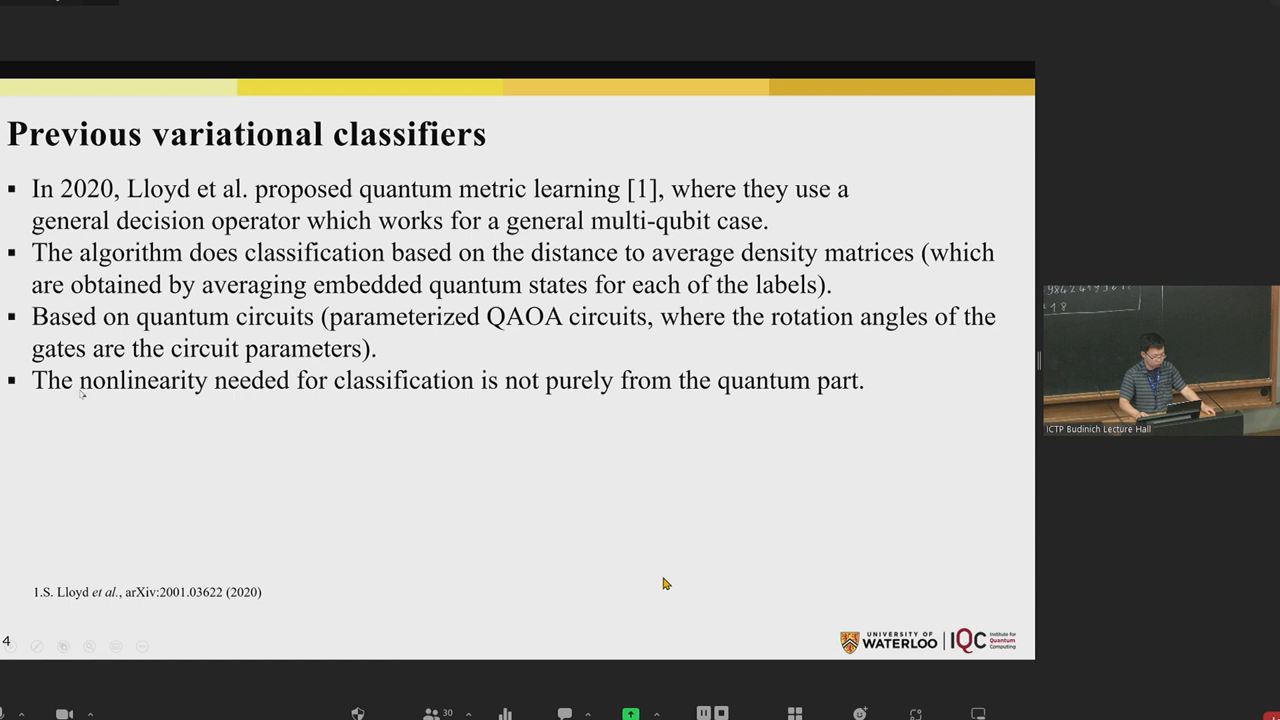 Previous variational classifiers
▪ In 2020, Lloyd et al. proposed quantum metric learning [1], where they use a
general decision operator which works for a general multi-qubit case.
▪ The algorithm does classification based on the distance to average density matrices (which
are obtained by averaging embedded quantum states for each of the labels).
▪ Based on quantum circuits (parameterized QAOA circuits, where the rotation angles of the
gates are the circuit parameters).
▪ The nonlinearity needed for classification is not purely from the quantum part.
1.S. Lloyd et al., arXiv:2001.03622 (2020)
4
UNIVERSITY OF
WATERLOO
IQC
Institute for
Quantum
Computing
ICTP Budinich Lecture Hall
30